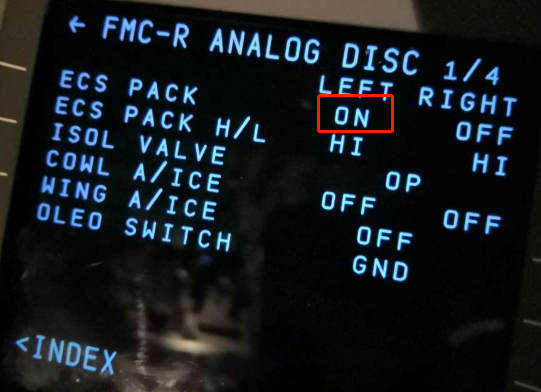 ← FMC-R ANALOG DISC 1/4
LEFT RIGHT
ECS PACK ON OFF
ECS PACK H/L HI HI
ISOL VALVE OP
COWL A/ICE OFF OFF
WING A/ICE OFF
OLEO SWITCH GND
<INDEX